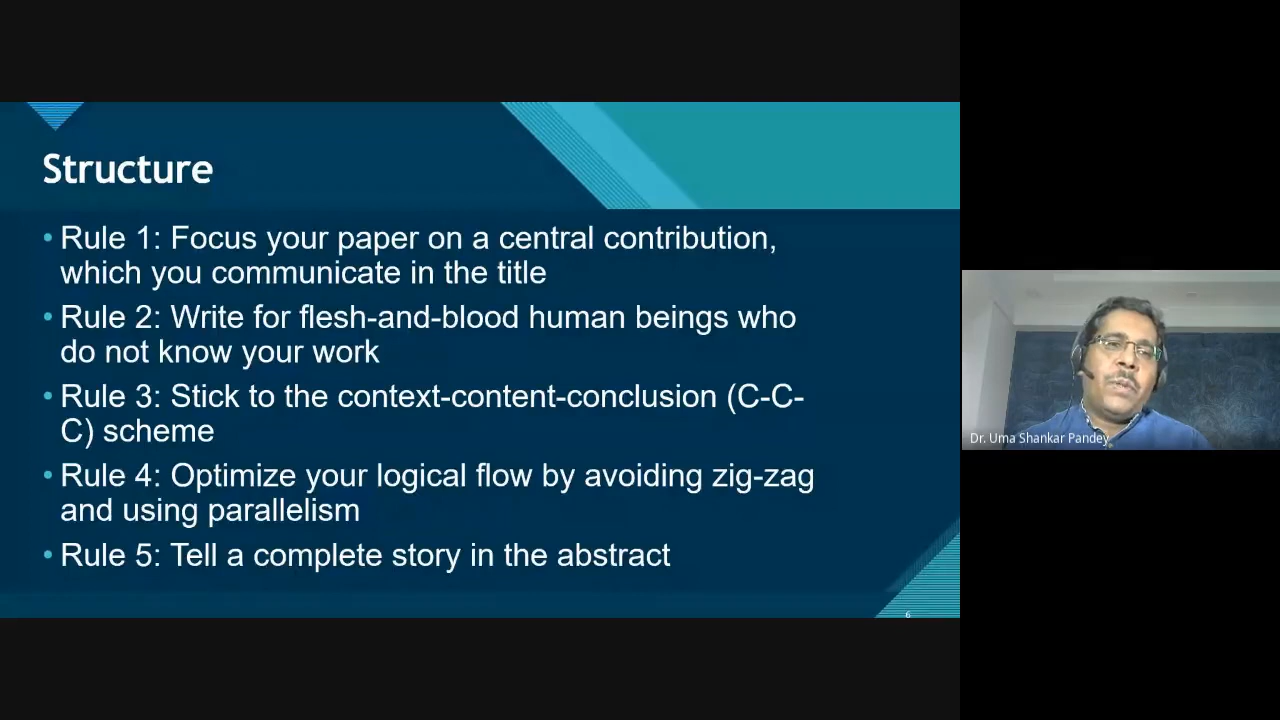 Structure
• Rule 1: Focus your paper on a central contribution,
which you communicate in the title
• Rule 2: Write for flesh-and-blood human beings who
do not know your work
• Rule 3: Stick to the context-content-conclusion (C-C-
C) scheme
• Rule 4: Optimize your logical flow by avoiding zig-zag
and using parallelism
• Rule 5: Tell a complete story in the abstract
6
Dr. Uma Shankar Pandey